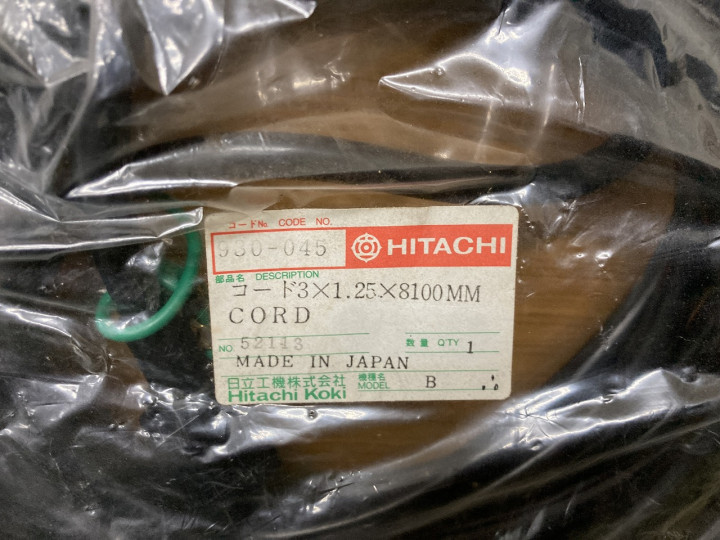 コード№ CODE NO.
930-045 HITACHI
部品名 DESCRIPTION
コード3×1.25×8100MM
CORD
NO 52113 数量 QTY 1
MADE IN JAPAN
日立工機株式会社 機種名
Hitachi Koki MODEL B